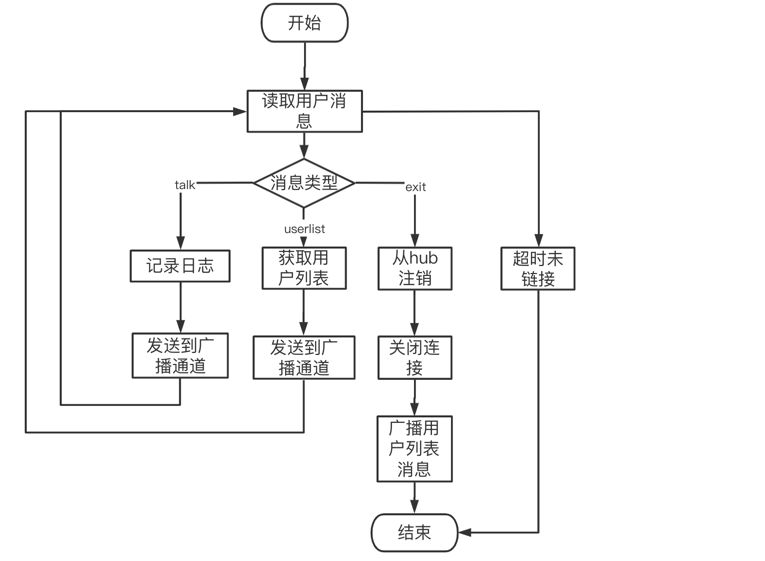 开始
读取用户消
息
消息类型
talk
exit
userlist
记录日志
获取用
户列表
从hub
注销
超时未
链接
发送到广
播通道
发送到广
播通道
关闭连
接
广播用
户列表
消息
结束